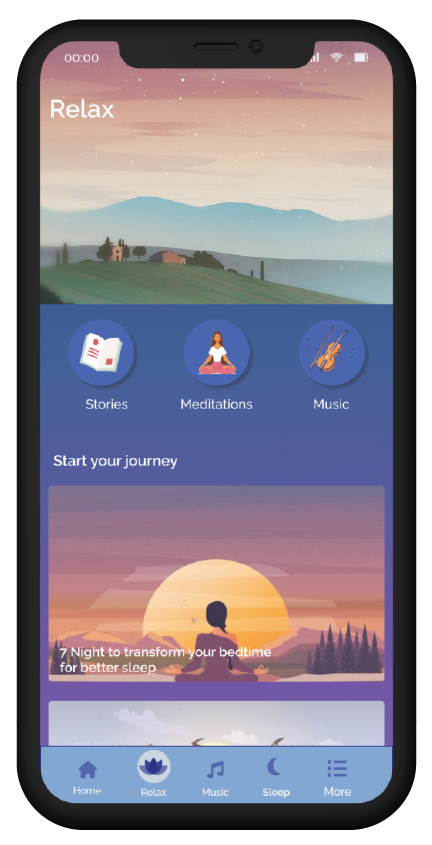 00:00
Relax
Stories
Meditations
Music
Start your journey
7 Night to transform your bedtime
for better sleep
Home
Relax
Music
Sleep
More